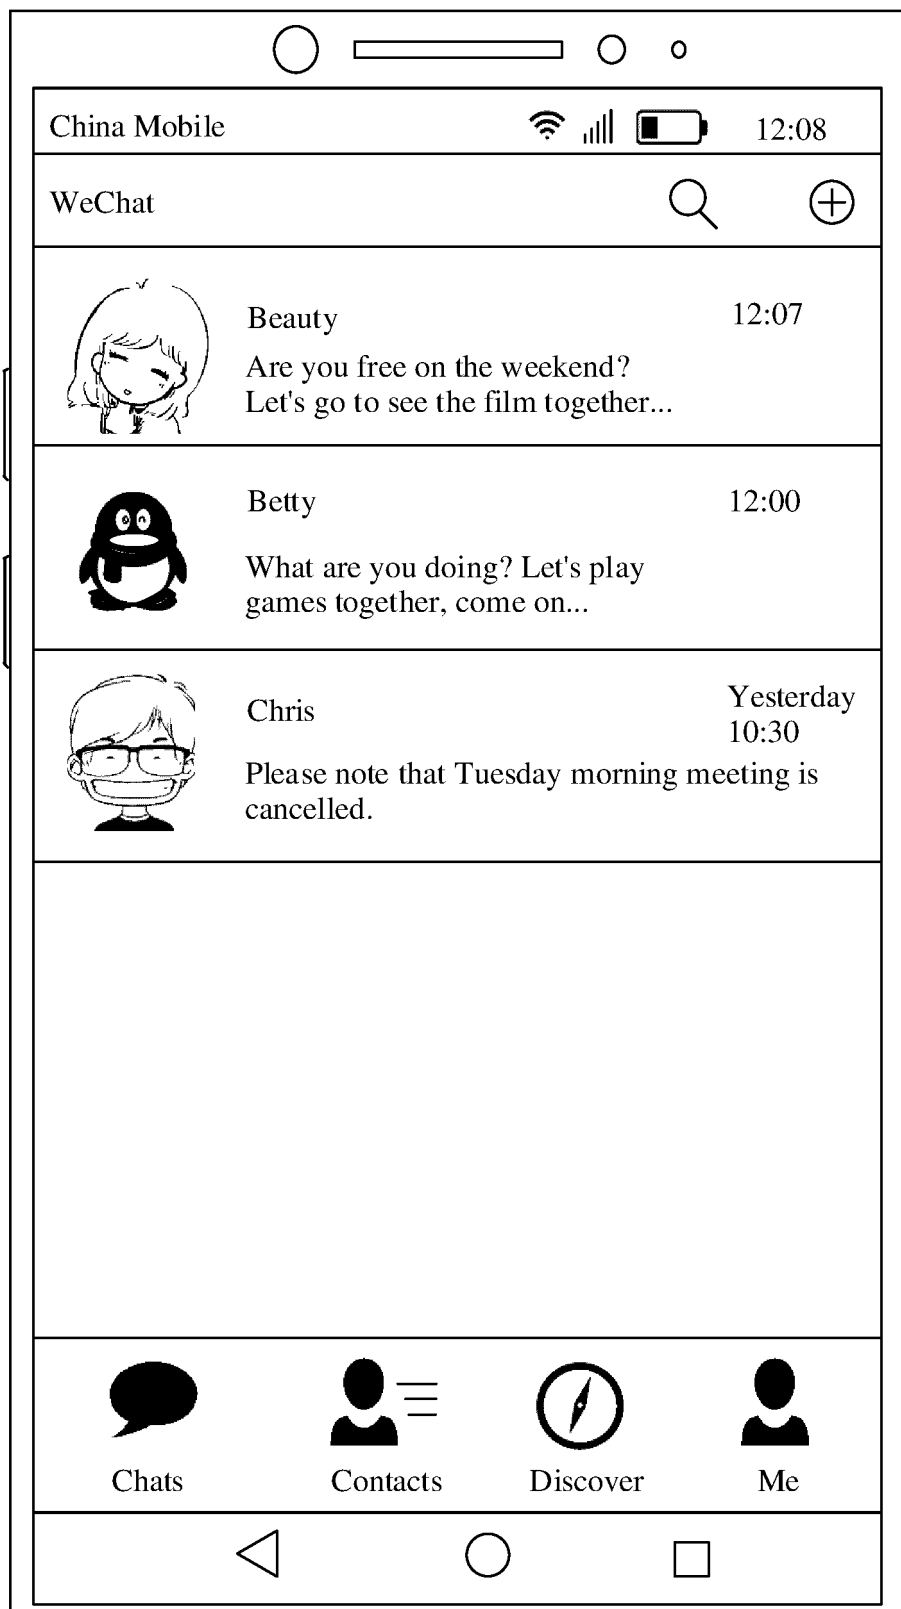 China Mobile 12:08
WeChat
Beauty 12:07
Are you free on the weekend?
Let's go to see the film together...
Betty 12:00
What are you doing? Let's play
games together, come on...
Chris Yesterday
10:30
Please note that Tuesday morning meeting is
cancelled.
Chats Contacts Discover Me